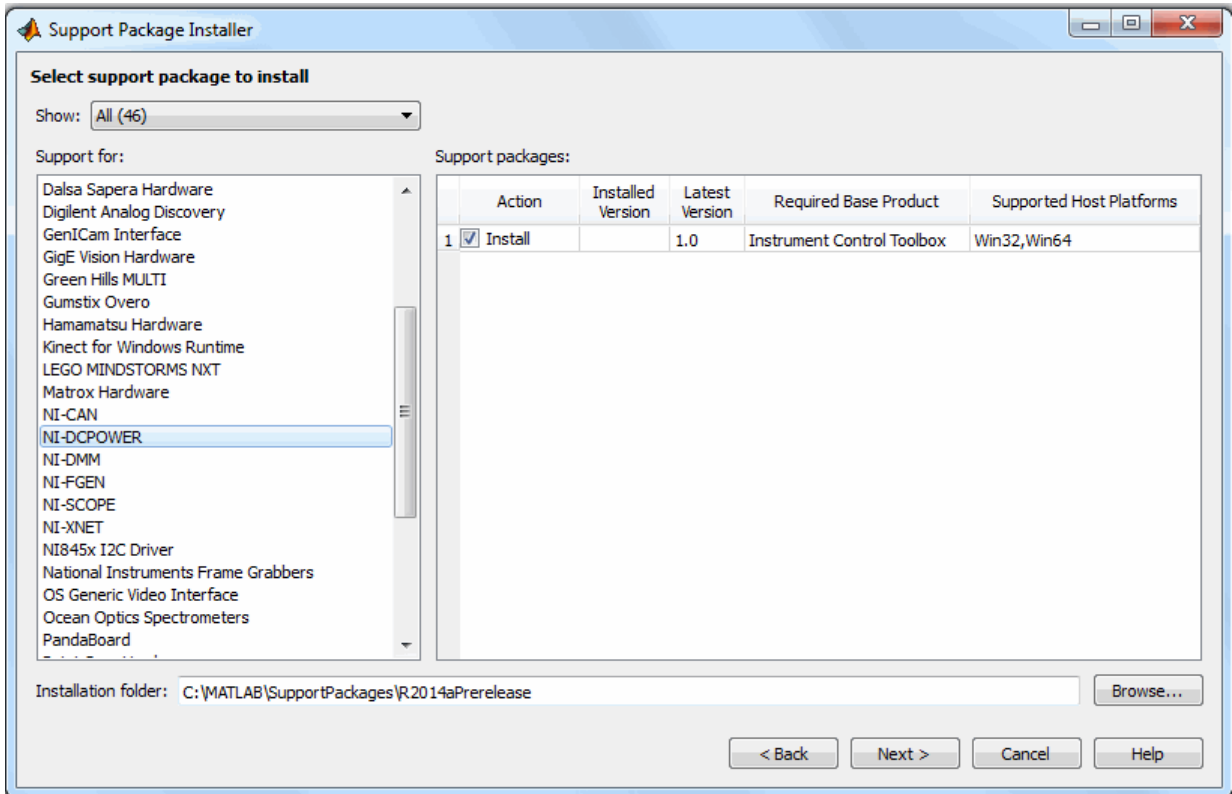 Support Package Installer
Select support package to install
Show: All (46)
Support for:
Dalsa Sapera Hardware
Digilent Analog Discovery
GenICam Interface
GigE Vision Hardware
Green Hills MULTI
Gumstix Overo
Hamamatsu Hardware
Kinect for Windows Runtime
LEGO MINDSTORMS NXT
Matrox Hardware
NI-CAN
NI-DCPOWER
NI-DMM
NI-FGEN
NI-SCOPE
NI-XNET
NI845x I2C Driver
National Instruments Frame Grabbers
OS Generic Video Interface
Ocean Optics Spectrometers
PandaBoard
Support packages:
Action Installed Version Latest Version Required Base Product Supported Host Platforms
1 Install 1.0 Instrument Control Toolbox Win32,Win64
Installation folder: C:\MATLAB\SupportPackages\R2014aPrerelease Browse...
< Back Next > Cancel Help